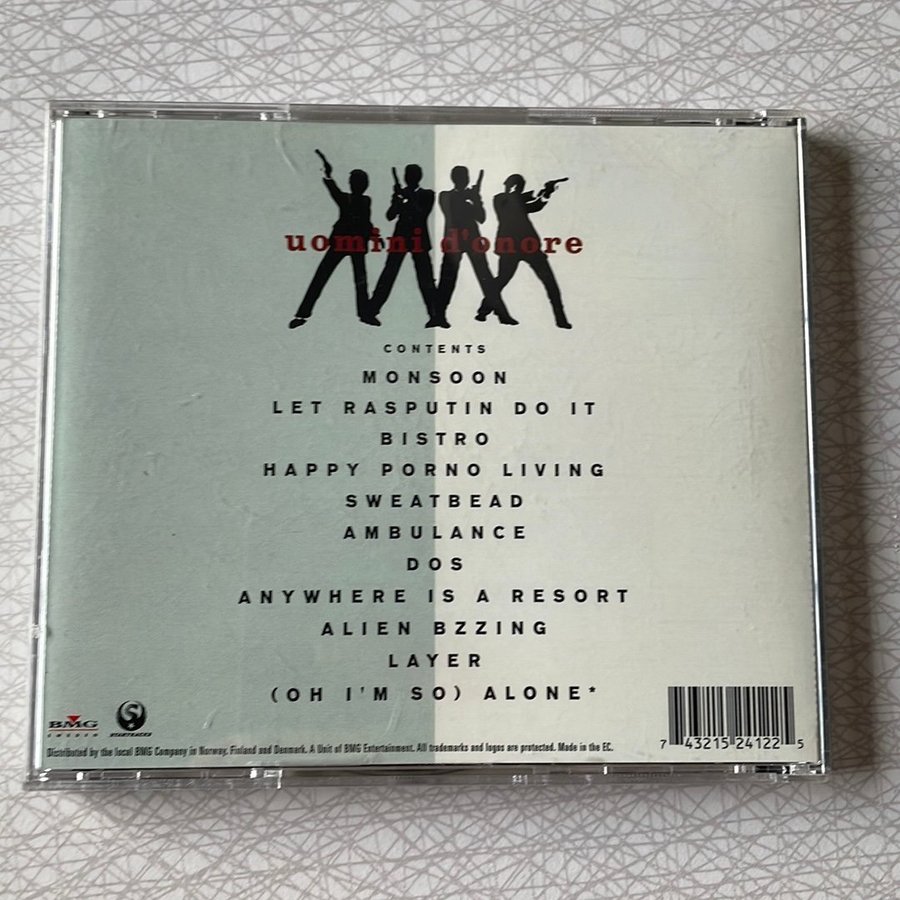 uomini d'onore
CONTENTS
MONSOON
LET RASPUTIN DO IT
BISTRO
HAPPY PORNO LIVING
SWEATBEAD
AMBULANCE
DOS
ANYWHERE IS A RESORT
ALIEN BZZING
LAYER
(OH I'M SO) ALONE*
BMG
SWEDEN
S
STARTRACKS
Distributed by the local BMG Company in Norway, Finland and Denmark. A Unit of BMG Entertainment. All trademarks and logos are protected. Made in the EC.
7 43215 24122 5